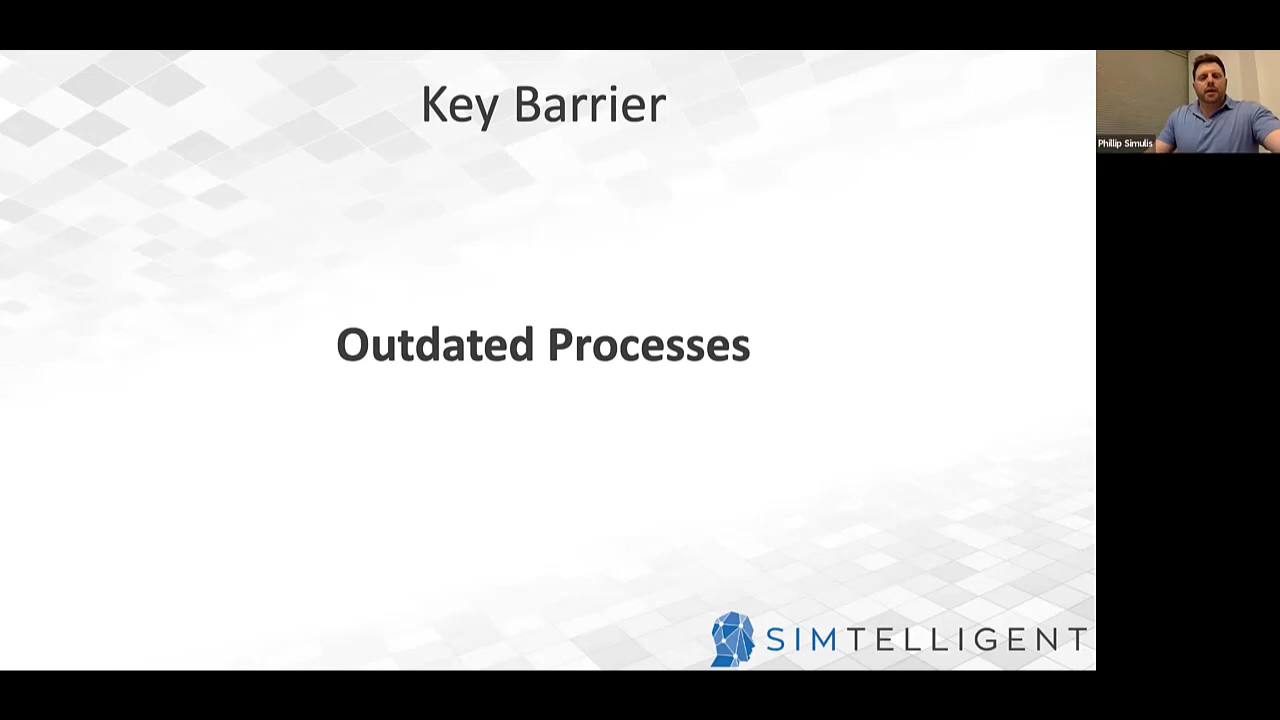 Key Barrier
Phillip Simulis
Outdated Processes
SIMTELLIGENT